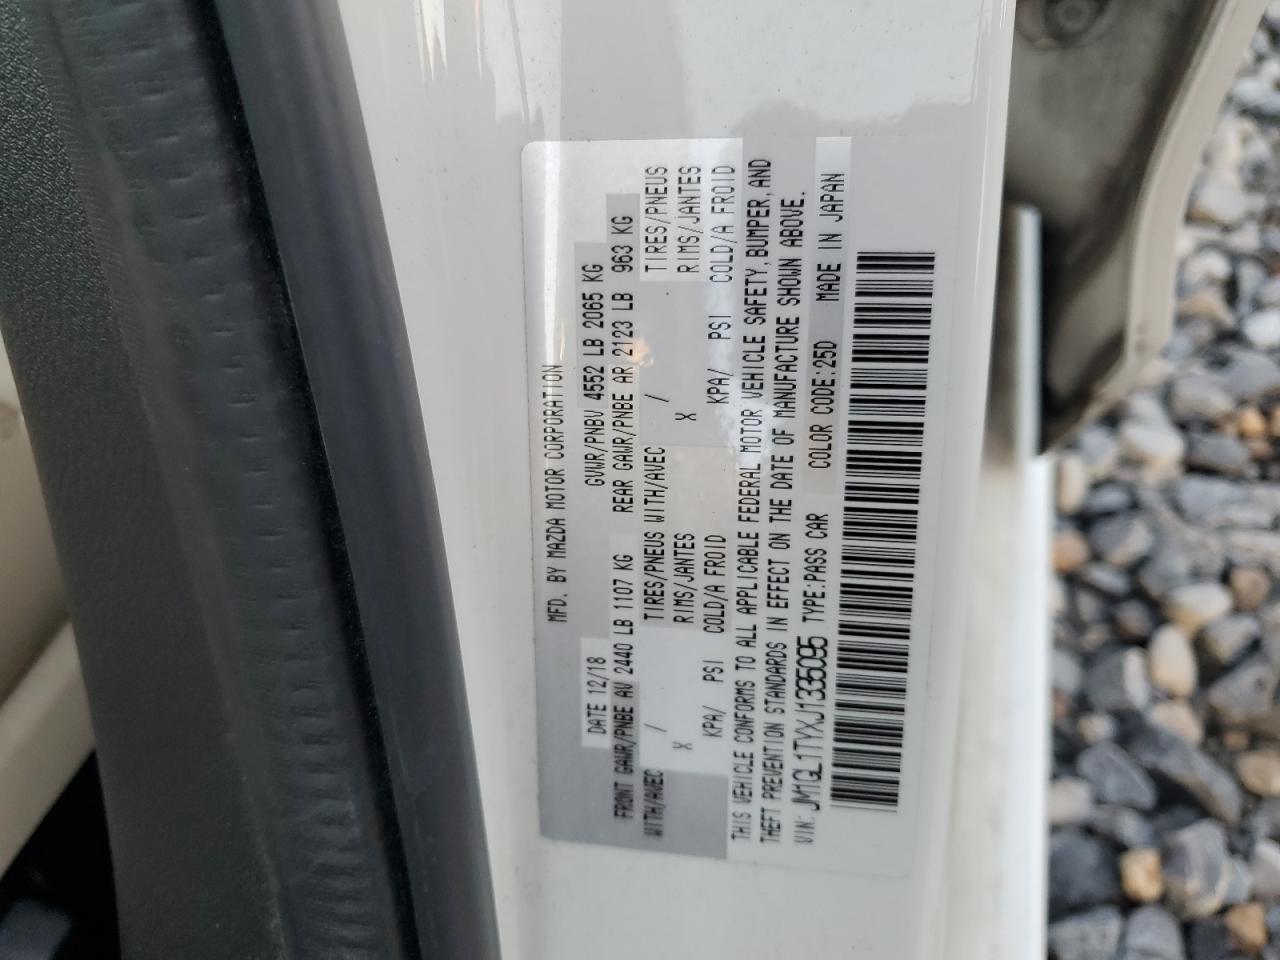 MFD. BY MAZDA MOTOR CORPORATION
DATE 12/18 GVWR/PNBV 4552 LB 2065 KG
FRONT GAWR/PNBE AV 2440 LB 1107 KG REAR GAWR/PNBE AR 2123 LB 963 KG
WITH/AVEC / TIRES/PNEUS WITH/AVEC / TIRES/PNEUS
X RIMS/JANTES X RIMS/JANTES
KPA/ PSI COLD/A FROID KPA/ PSI COLD/A FROID
THIS VEHICLE CONFORMS TO ALL APPLICABLE FEDERAL MOTOR VEHICLE SAFETY, BUMPER, AND
THEFT PREVENTION STANDARDS IN EFFECT ON THE DATE OF MANUFACTURE SHOWN ABOVE.
VIN: JM1GL1TYXJ1335095 TYPE:PASS CAR COLOR CODE:25D MADE IN JAPAN